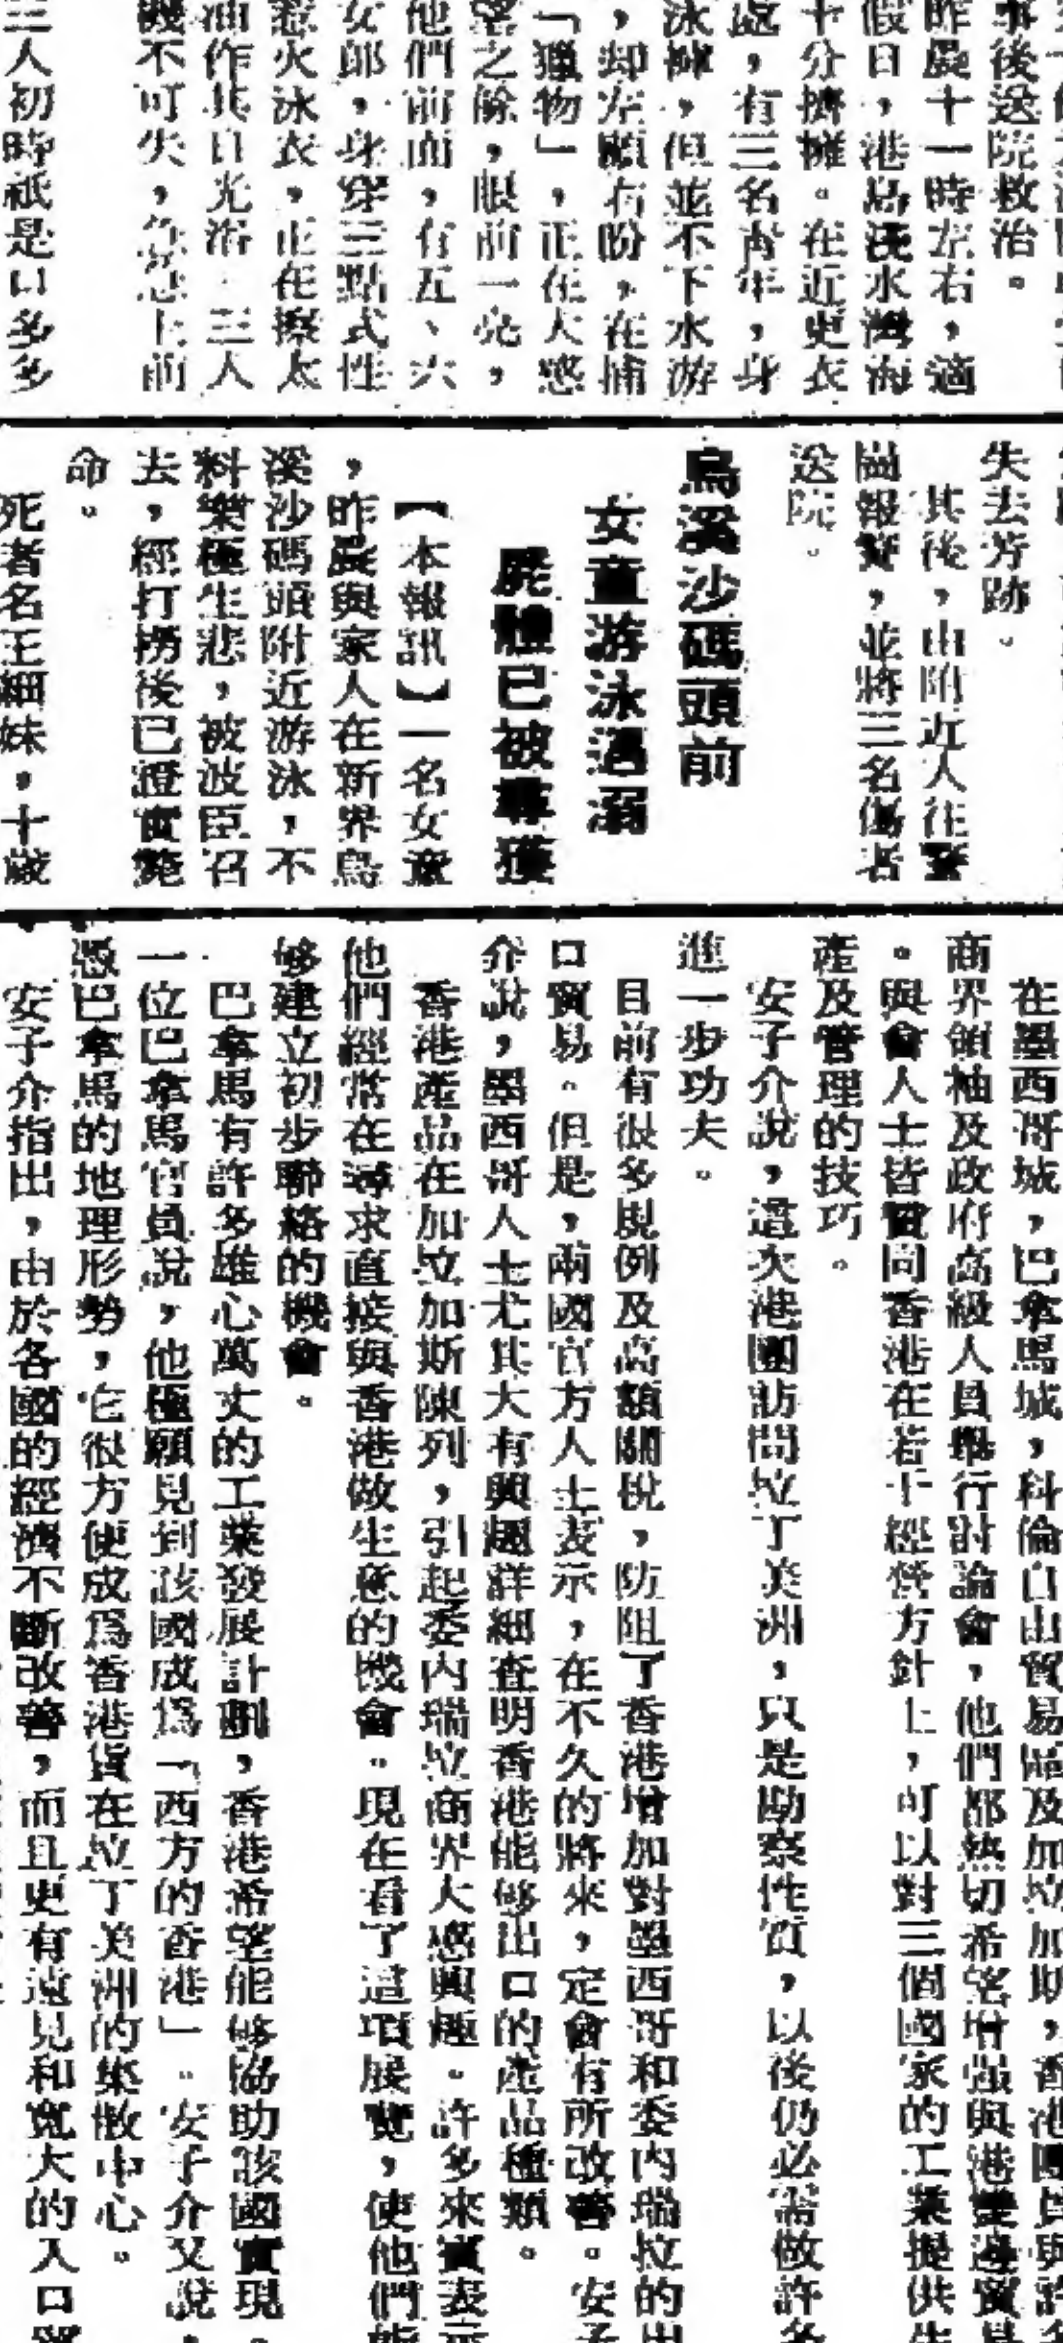 事後送院救治。
昨晨十一時左右,適
假日,港島淺水灣海
十分擠擁。在近更衣
處,有三名青年,身
泳褲,但並不下水游
,却左顧右盼,在捕
「獵物」,正在大感
望之餘,眼前一亮,
他們前面,有五、六
女郎,身穿三點式性
惹火泳衣,正在擦太
油作其日光浴,三人
機不可失,急急上前
三人初時祇是口多多
失去芳跡。
其後,由附近人往警
崗報警,並將三名傷者
送院。
烏溪沙碼頭前
女童游泳遇溺
屍體已被尋獲
【本報訊】一名女童
,昨晨與家人在新界烏
溪沙碼頭附近游泳,不
料樂極生悲,被波臣召
去,經打撈後已證實斃
命。
死者名王細妹,十歲
在墨西哥城,巴拿馬城,科倫自由貿易區及加拉加斯,香港團員與許
商界領柚及政府高級人員舉行討論會,他們都熱切希望增强與港雙邊貿易
。與會人士皆贊同香港在若干經營方針上,可以對三個國家的工業提供生
產及管理的技巧。
安子介說,這次港團訪問拉丁美洲,只是勘察性質,以後仍必需做許多
進一步功夫。
目前有很多規例及高額關稅,防阻了香港增加對墨西哥和委內瑞拉的出
口貿易。但是,兩國官方人士表示,在不久的將來,定會有所改善。安子
介說,墨西哥人士尤其大有興趣詳細查明香港能够出口的產品種類。
香港產品在加拉加斯陳列,引起委內瑞拉商界大感興趣。許多來賓表示
他們經常在尋求直接與香港做生意的機會。現在看了這項展覽,使他們能
够建立初步聯絡的機會。
巴拿馬有許多雄心萬丈的工業發展計劃,香港希望能够協助該國實現。
一位巴拿馬官員說,他極願見到該國成爲「西方的香港」。安子介又說,
憑巴拿馬的地理形勢,它很方便成爲香港貨在拉丁美洲的集散中心。
安子介指出,由於各國的經濟不斷改善,而且更有遠見和寬大的入口貿